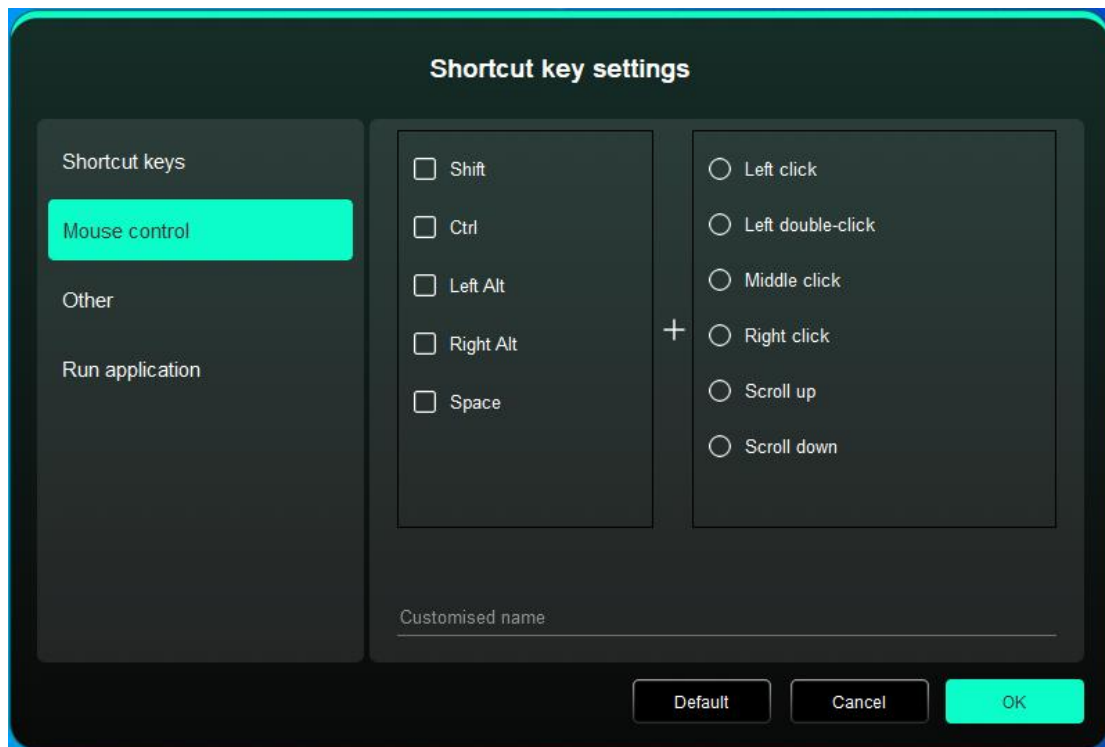 Shortcut key settings
Shortcut keys
Mouse control
Other
Run application
Shift
Ctrl
Left Alt
Right Alt
Space
+
Left click
Left double-click
Middle click
Right click
Scroll up
Scroll down
Customised name
Default
Cancel
OK